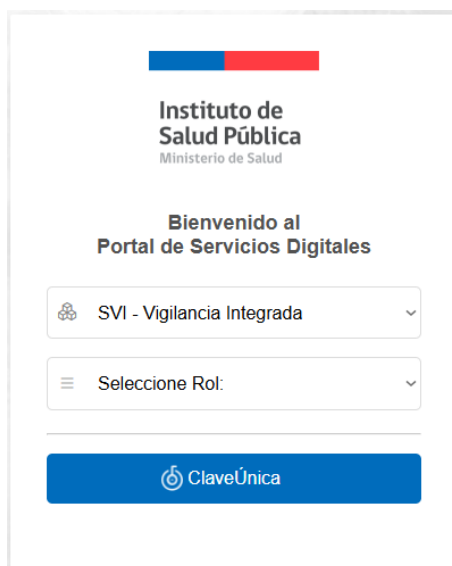 Instituto de
Salud Pública
Ministerio de Salud
Bienvenido al
Portal de Servicios Digitales
SVI - Vigilancia Integrada
Seleccione Rol:
ClaveÚnica